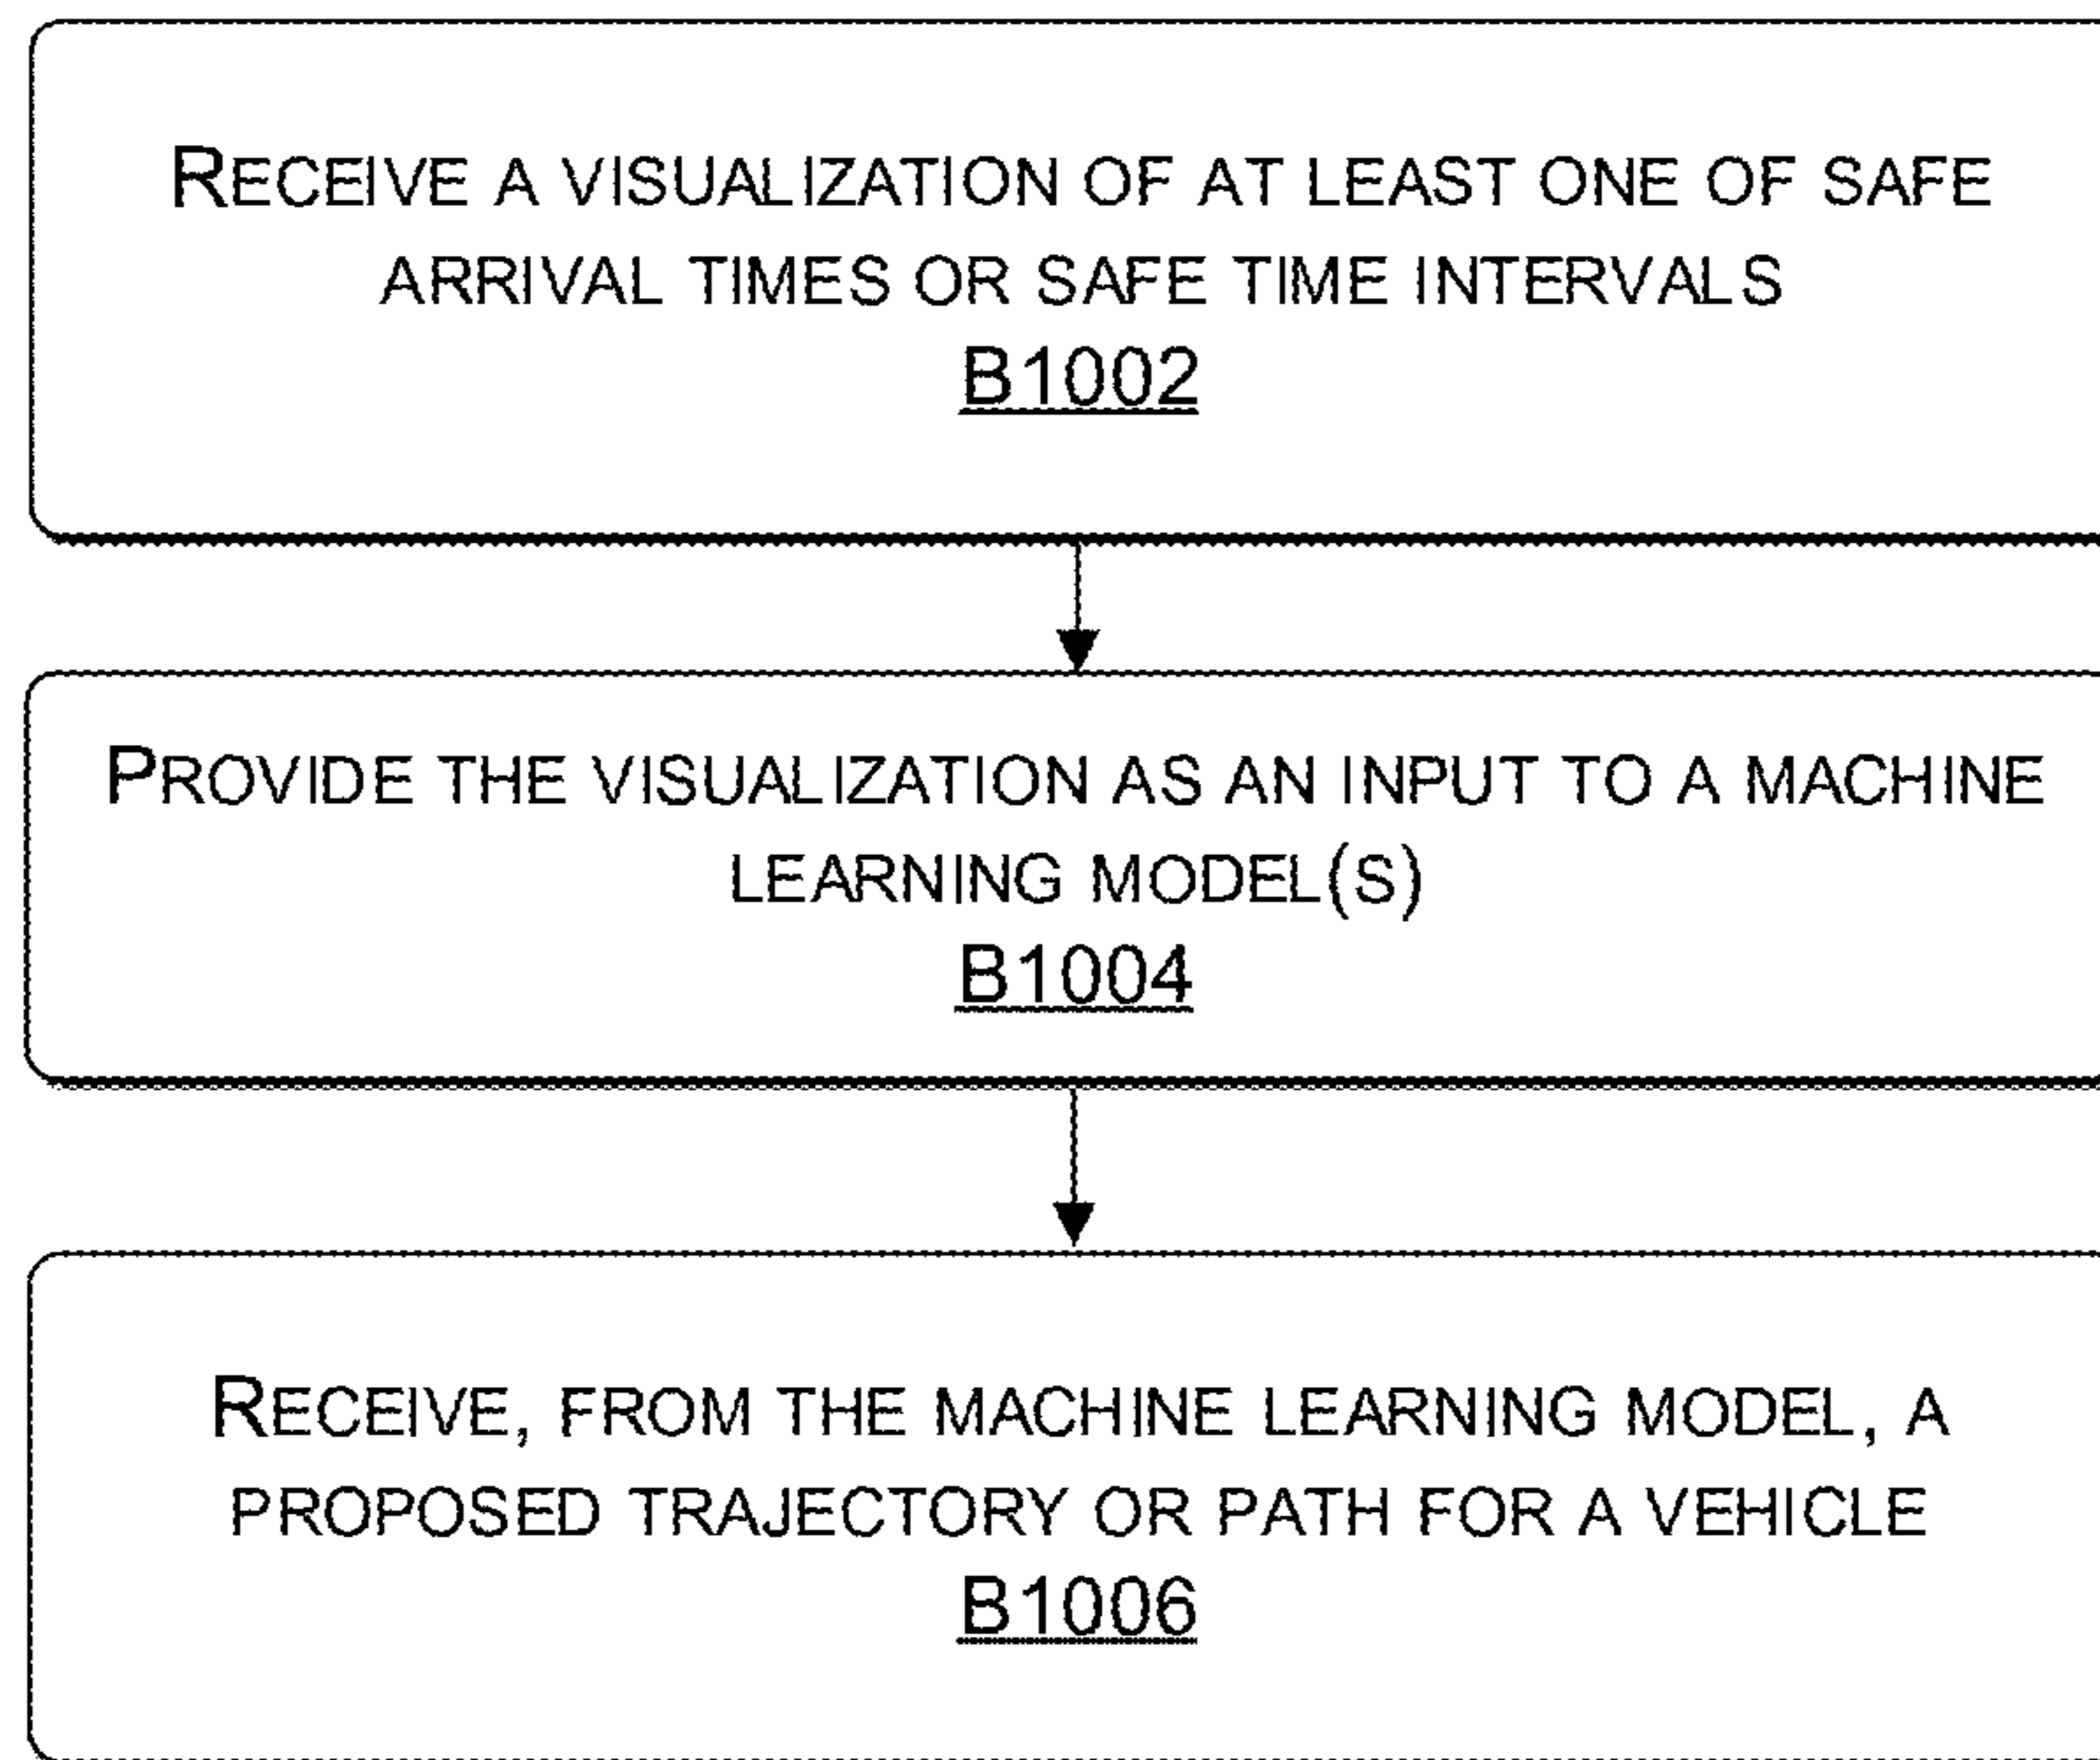 RECEIVE A VISUALIZATION OF AT LEAST ONE OF SAFE
ARRIVAL TIMES OR SAFE TIME INTERVALS
B1002
PROVIDE THE VISUALIZATION AS AN INPUT TO A MACHINE
LEARNING MODEL(S)
B1004
RECEIVE, FROM THE MACHINE LEARNING MODEL, A
PROPOSED TRAJECTORY OR PATH FOR A VEHICLE
B1006